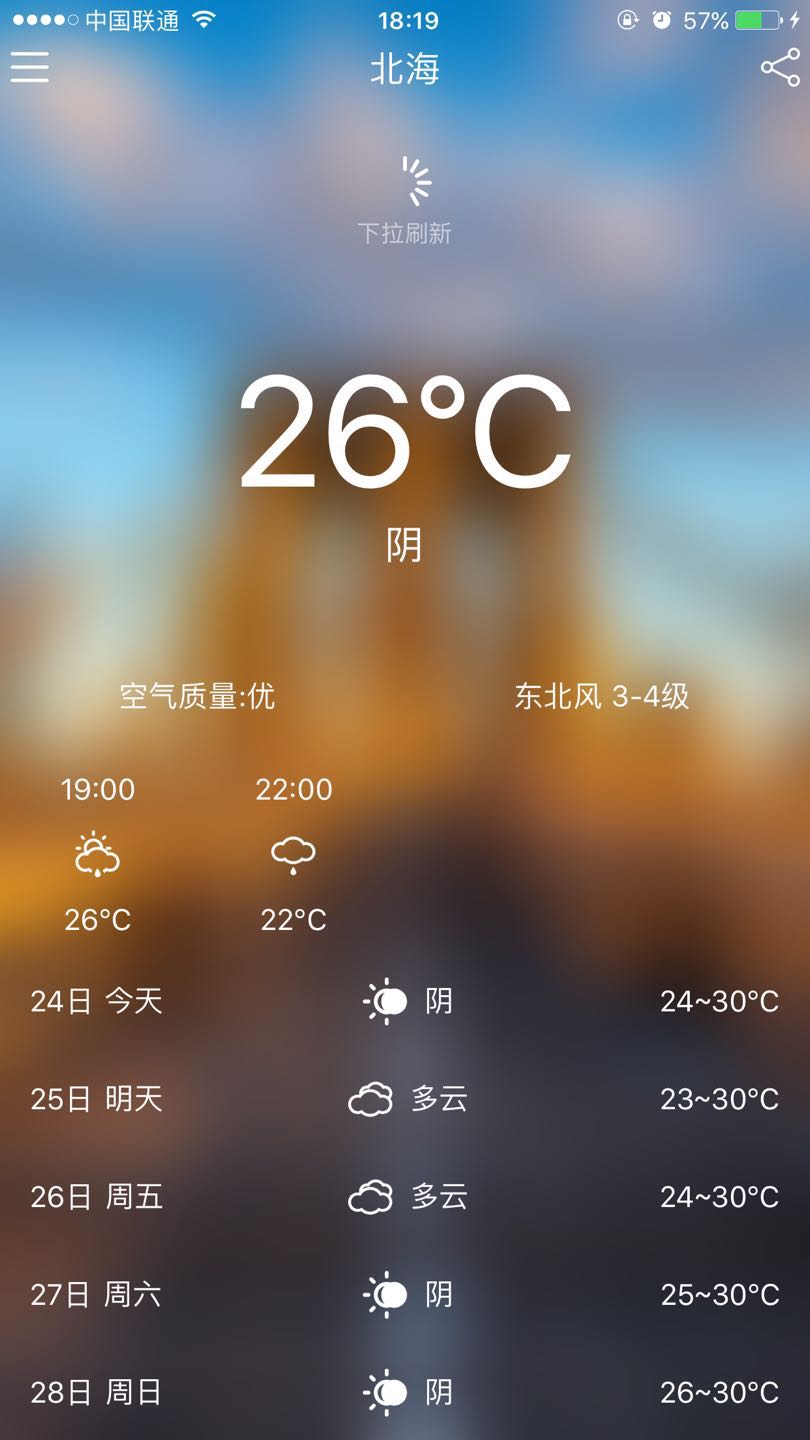 中国联通 18:19 57%
北海
下拉刷新
26°C
阴
空气质量:优 东北风 3-4级
19:00 22:00
26°C 22°C
24日 今天 阴 24~30°C
25日 明天 多云 23~30°C
26日 周五 多云 24~30°C
27日 周六 阴 25~30°C
28日 周日 阴 26~30°C